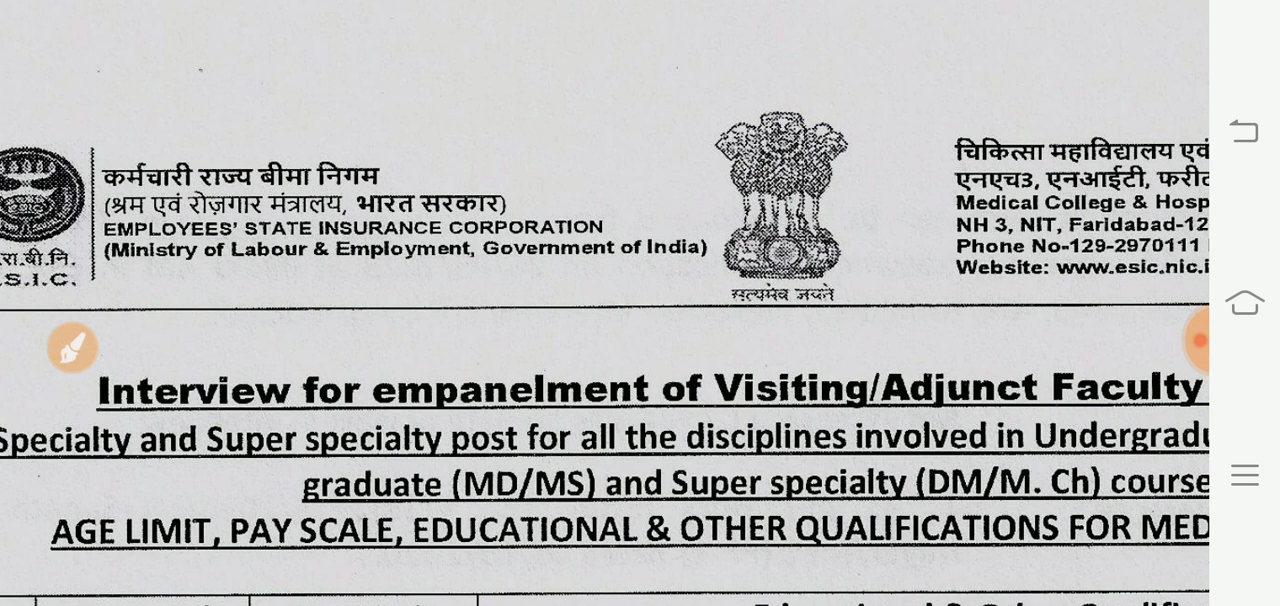 कर्मचारी राज्य बीमा निगम
(श्रम एवं रोज़गार मंत्रालय, भारत सरकार)
EMPLOYEES' STATE INSURANCE CORPORATION
(Ministry of Labour & Employment, Government of India)
रा.बी.नि.
S.I.C.
सत्यमेव जयते
चिकित्सा महाविद्यालय एवं
एनएच3, एनआईटी, फरीद
Medical College & Hosp
NH 3, NIT, Faridabad-12
Phone No-129-2970111
Website: www.esic.nic.i
Interview for empanelment of Visiting/Adjunct Faculty
Specialty and Super specialty post for all the disciplines involved in Undergradu
graduate (MD/MS) and Super specialty (DM/M. Ch) course
AGE LIMIT, PAY SCALE, EDUCATIONAL & OTHER QUALIFICATIONS FOR MED